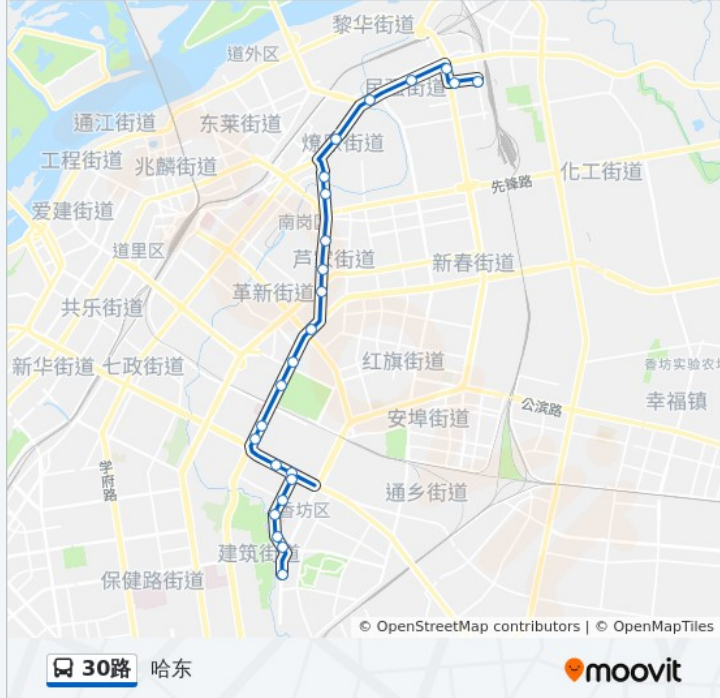 黎华街道
道外区
民强街道
通江街道
东莱街道
燎原街道
工程街道
兆麟街道
先锋路
化工街道
爱建街道
南岗区
道里区
芦家街道
新春街道
革新街道
共乐街道
红旗街道
新华街道
七政街道
香坊实验农场
幸福镇
公滨路
安埠街道
学府路
通乡街道
香坊区
建筑街道
保健路街道
© OpenStreetMap contributors | © OpenMapTiles
30路 哈东
moovit